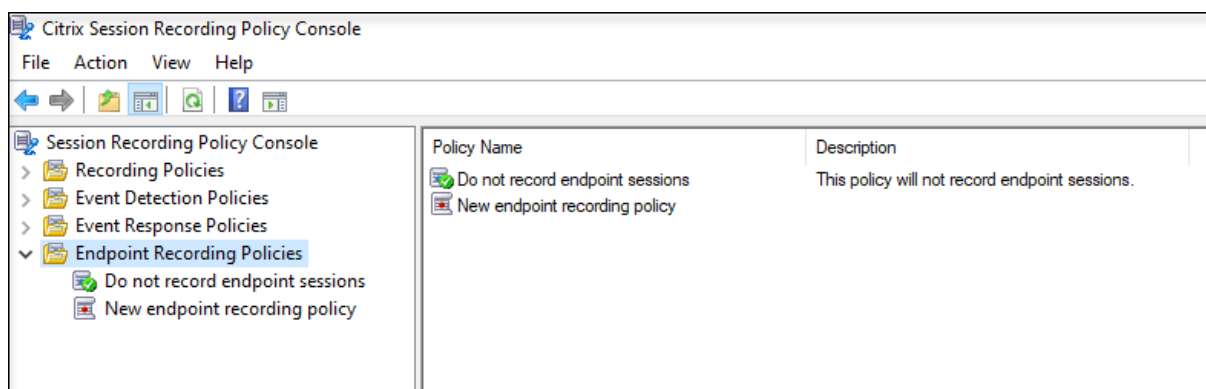 Citrix Session Recording Policy Console
File Action View Help
Session Recording Policy Console
Recording Policies
Event Detection Policies
Event Response Policies
Endpoint Recording Policies
Do not record endpoint sessions
New endpoint recording policy
Policy Name Description
Do not record endpoint sessions This policy will not record endpoint sessions.
New endpoint recording policy